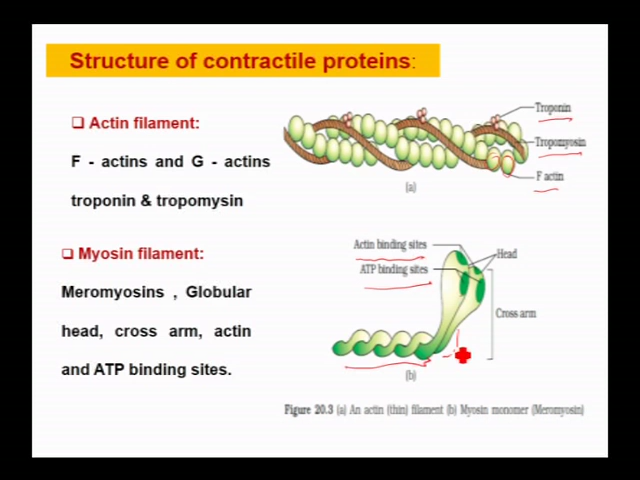 Structure of contractile proteins:
❑ Actin filament:
F - actins and G - actins
troponin & tropomysin
❑ Myosin filament:
Meromyosins , Globular
head, cross arm, actin
and ATP binding sites.
Troponin
Tropomyosin
F actin
(a)
Actin binding sites
Head
ATP binding sites
Cross arm
(b)
Figure 20.3 (a) An actin (thin) filament (b) Myosin monomer (Meromyosin)